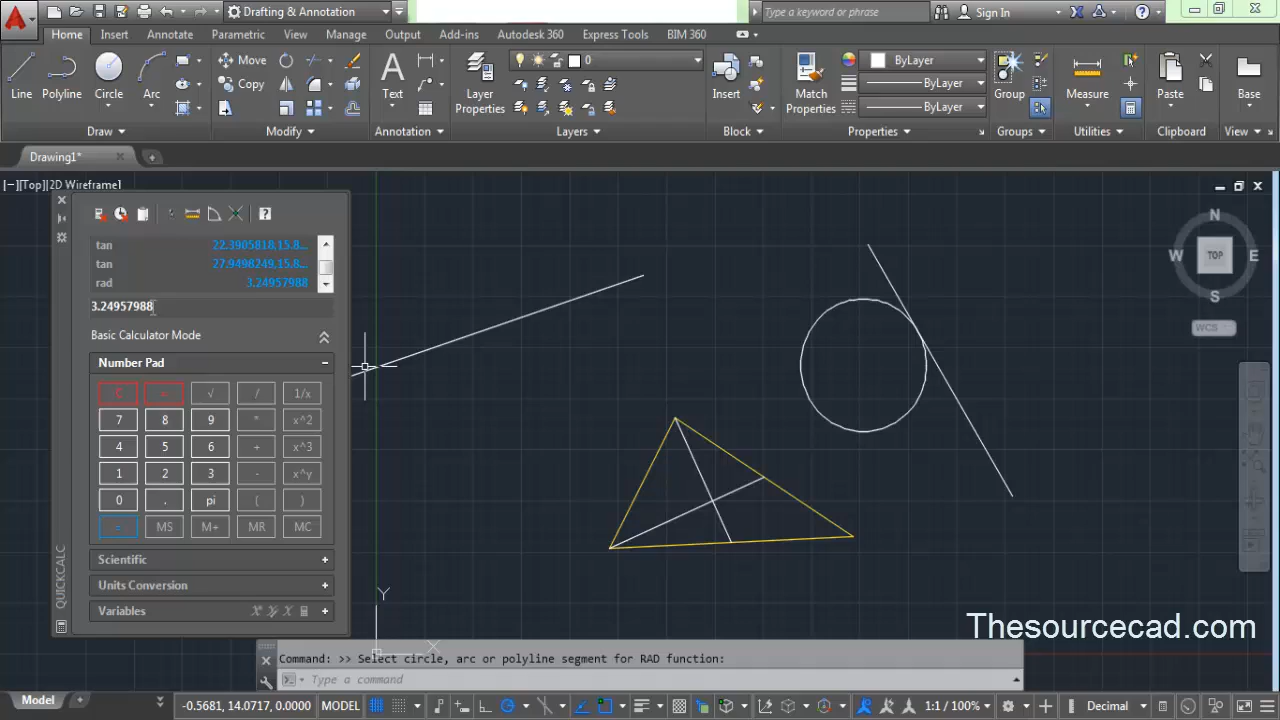 Drafting & Annotation
Type a keyword or phrase
Sign In
Home Insert Annotate Parametric View Manage Output Add-ins Autodesk 360 Express Tools BIM 360
Line Polyline Circle Arc
Move
Copy
Text
Layer Properties
0
Insert
Match Properties
ByLayer
ByLayer
ByLayer
Group
Measure
Paste
Base
Draw Modify Annotation Layers Block Properties Groups Utilities Clipboard View
Drawing1*
[−][Top][2D Wireframe]
tan 22.3905818,15.8...
tan 27.9498249,15.8...
rad 3.24957988
3.24957988
Basic Calculator Mode
Number Pad
C √ / 1/x
7 8 9 * x^2
4 5 6 + x^3
1 2 3 - x^y
0 . pi ( )
= MS M+ MR MC
Scientific
Units Conversion
Variables
QUICKCALC
N
W TOP E
S
WCS
Y
X
Thesourcecad.com
Command: >> Select circle, arc or polyline segment for RAD function:
Type a command
Model
-0.5681, 14.0717, 0.0000 MODEL 1:1 / 100% Decimal